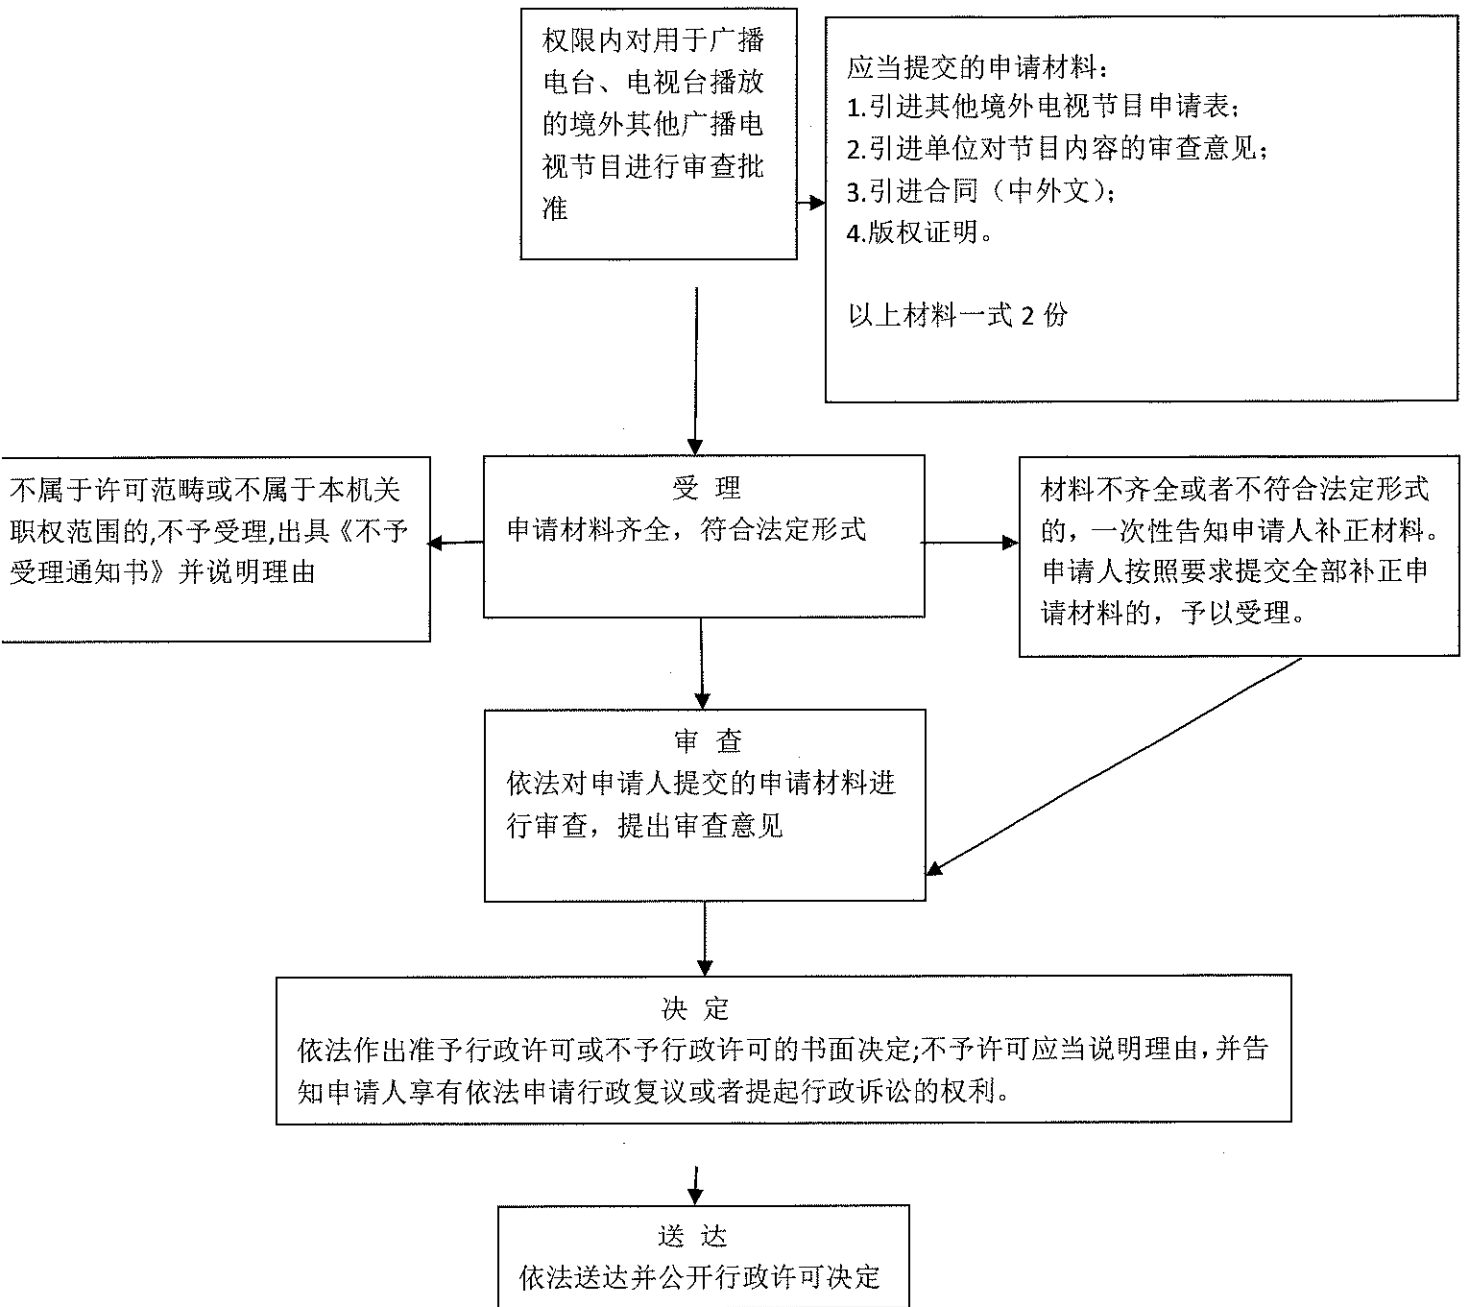 权限内对用于广播
电台、电视台播放
的境外其他广播电
视节目进行审查批
准
应当提交的申请材料：
1.引进其他境外电视节目申请表；
2.引进单位对节目内容的审查意见；
3.引进合同（中外文）；
4.版权证明。
以上材料一式 2 份
不属于许可范畴或不属于本机关
职权范围的,不予受理,出具《不予
受理通知书》并说明理由
受 理
申请材料齐全，符合法定形式
材料不齐全或者不符合法定形式
的，一次性告知申请人补正材料。
申请人按照要求提交全部补正申
请材料的，予以受理。
审 查
依法对申请人提交的申请材料进
行审查，提出审查意见
决 定
依法作出准予行政许可或不予行政许可的书面决定;不予许可应当说明理由，并告
知申请人享有依法申请行政复议或者提起行政诉讼的权利。
送 达
依法送达并公开行政许可决定